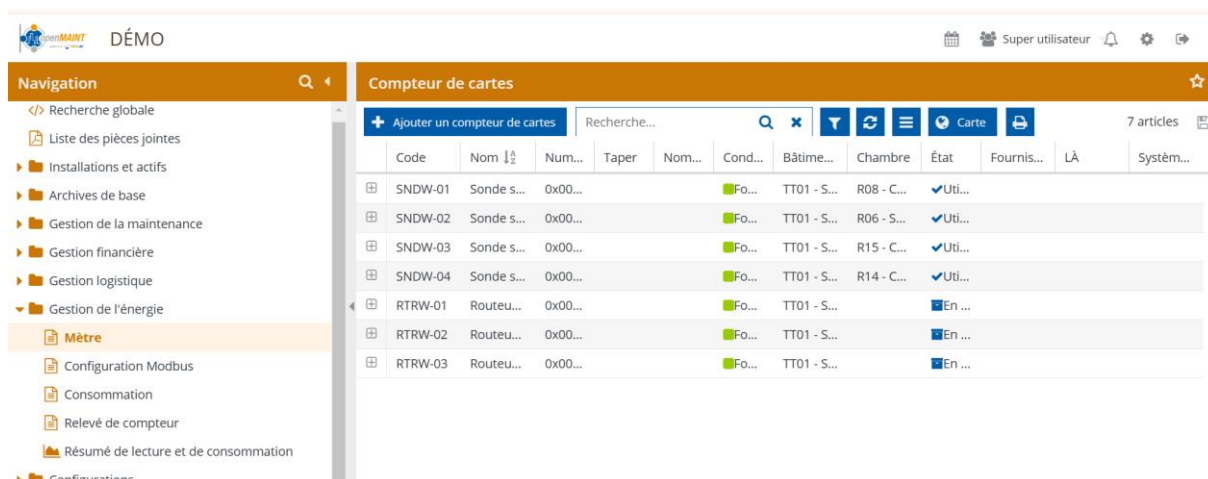 openMAINT DÉMO Super utilisateur
Navigation
</> Recherche globale
Liste des pièces jointes
Installations et actifs
Archives de base
Gestion de la maintenance
Gestion financière
Gestion logistique
Gestion de l'énergie
Mètre
Configuration Modbus
Consommation
Relevé de compteur
Résumé de lecture et de consommation
Configurations
Compteur de cartes
Ajouter un compteur de cartes Recherche... Carte 7 articles
Code Nom Num... Taper Nom... Cond... Bâtime... Chambre État Fournis... LÀ Systèm...
SNDW-01 Sonde s... 0x00... Fo... TT01 - S... R08 - C... Uti...
SNDW-02 Sonde s... 0x00... Fo... TT01 - S... R06 - S... Uti...
SNDW-03 Sonde s... 0x00... Fo... TT01 - S... R15 - C... Uti...
SNDW-04 Sonde s... 0x00... Fo... TT01 - S... R14 - C... Uti...
RTRW-01 Routeu... 0x00... Fo... TT01 - S... En ...
RTRW-02 Routeu... 0x00... Fo... TT01 - S... En ...
RTRW-03 Routeu... 0x00... Fo... TT01 - S... En ...